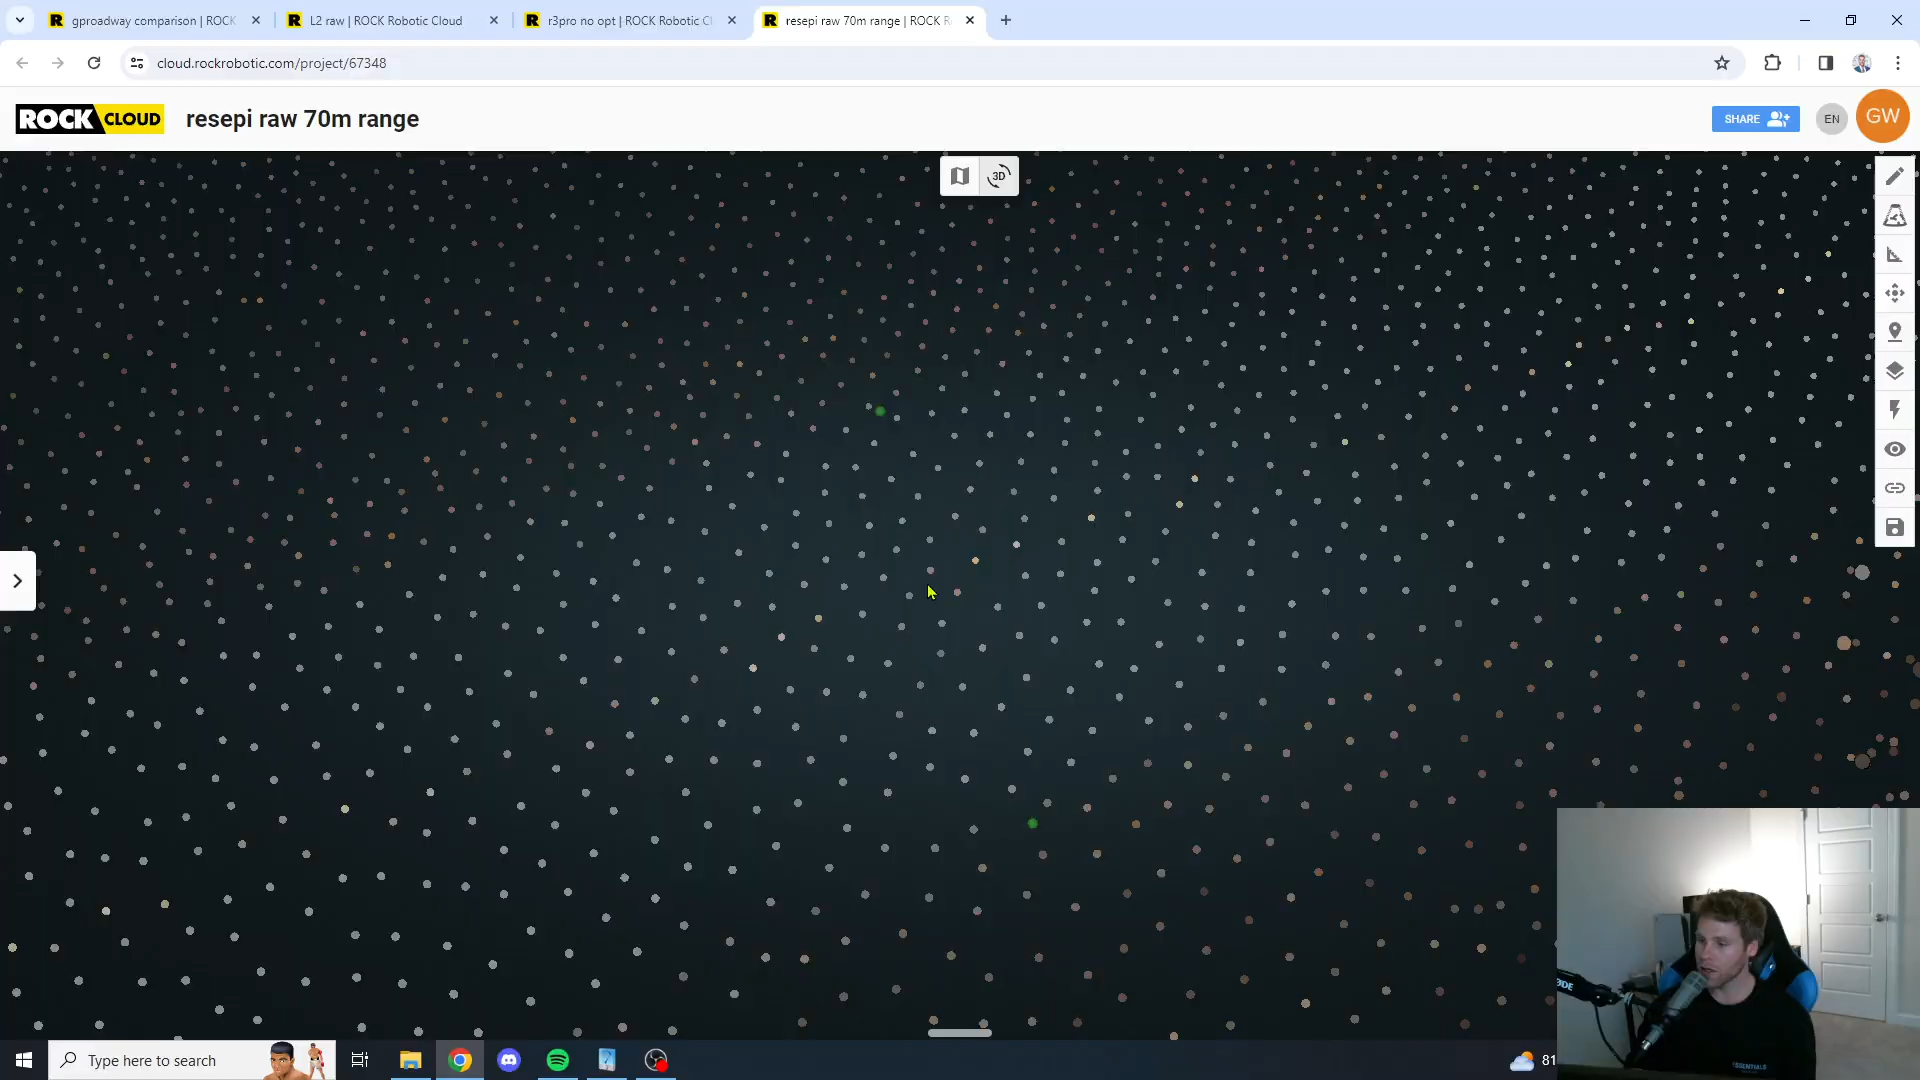 gproadway comparison | ROCK
L2 raw | ROCK Robotic Cloud
r3pro no opt | ROCK Robotic Cl
resepi raw 70m range | ROCK R
cloud.rockrobotic.com/project/67348
ROCK CLOUD
resepi raw 70m range
SHARE
EN
GW
3D
Type here to search
81
ESSENTIALS